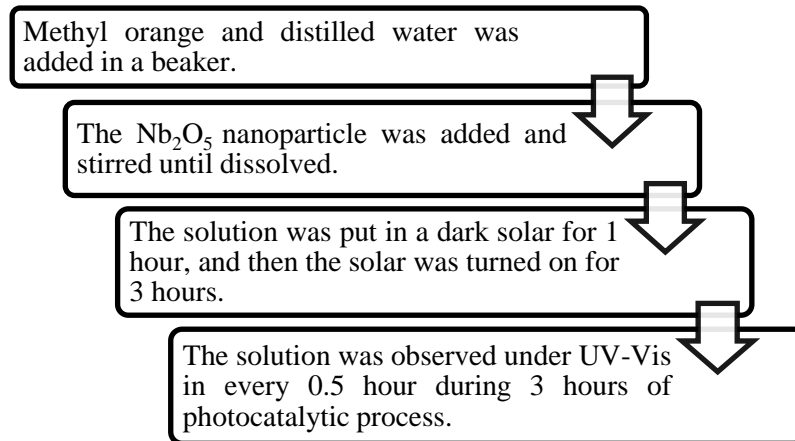 Methyl orange and distilled water was
added in a beaker.
The Nb₂O₅ nanoparticle was added and
stirred until dissolved.
The solution was put in a dark solar for 1
hour, and then the solar was turned on for
3 hours.
The solution was observed under UV-Vis
in every 0.5 hour during 3 hours of
photocatalytic process.